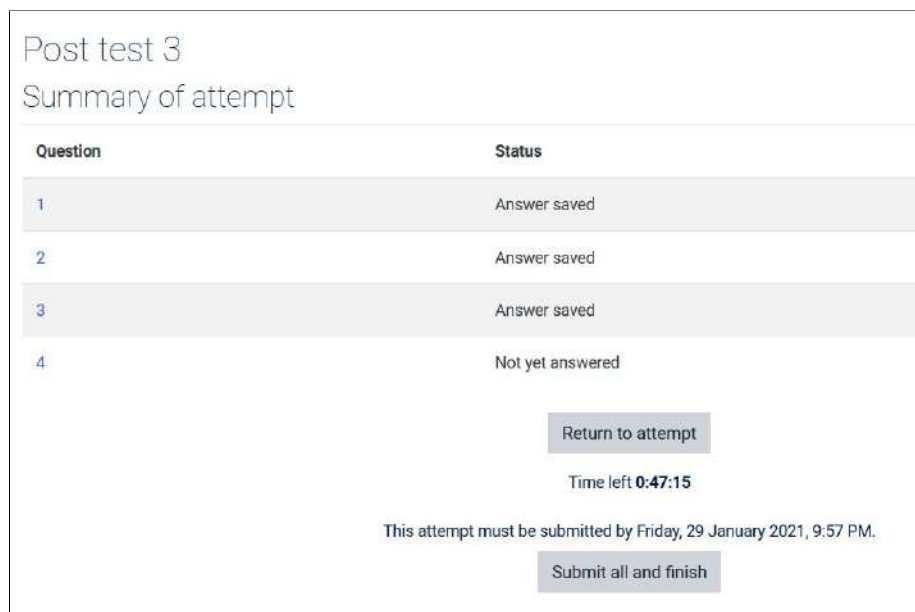 Post test 3
Summary of attempt
Question Status
1 Answer saved
2 Answer saved
3 Answer saved
4 Not yet answered
Return to attempt
Time left 0:47:15
This attempt must be submitted by Friday, 29 January 2021, 9:57 PM.
Submit all and finish